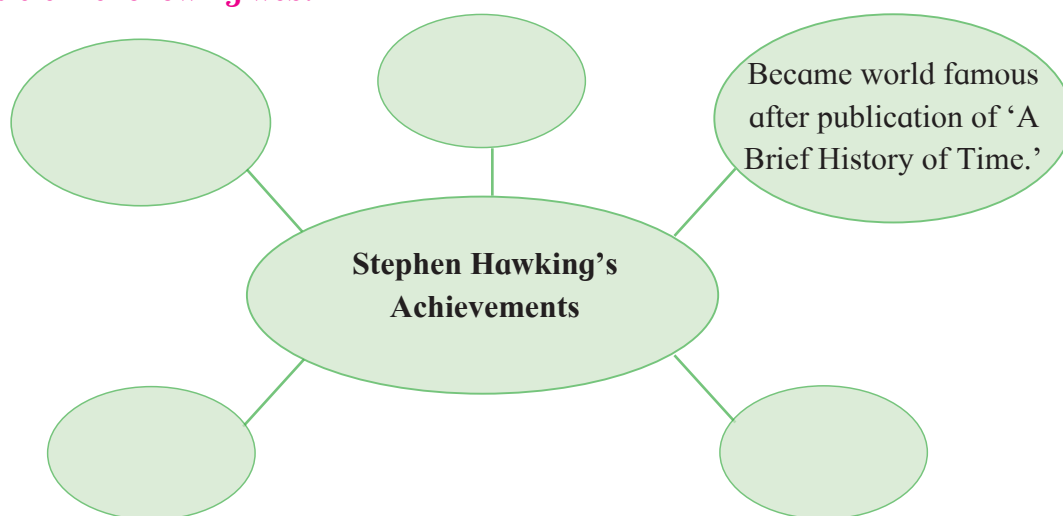 Became world famous
after publication of ‘A
Brief History of Time.’
Stephen Hawking’s
Achievements